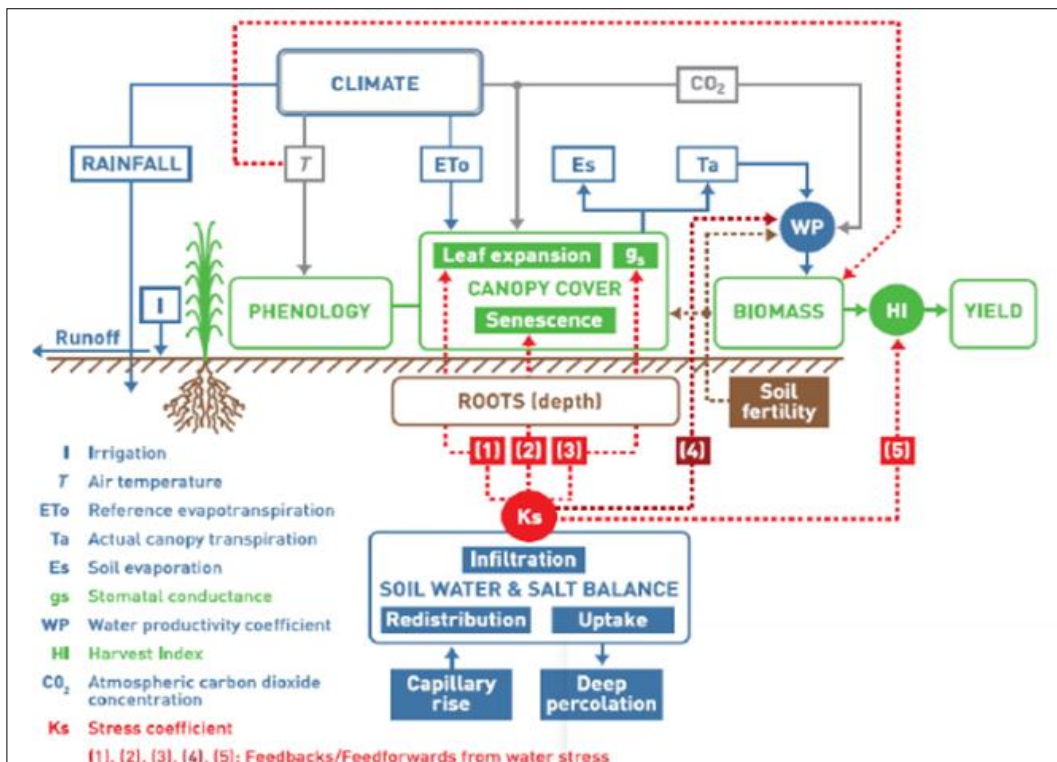 CLIMATE
CO₂
RAINFALL
T
ETo
Es
Ta
WP
Leaf expansion
gs
CANOPY COVER
Senescence
PHENOLOGY
BIOMASS
HI
YIELD
I
Runoff
ROOTS (depth)
Soil
fertility
(1) (2) (3) (4) (5)
Ks
Infiltration
SOIL WATER & SALT BALANCE
Redistribution Uptake
Capillary
rise
Deep
percolation
I Irrigation
T Air temperature
ETo Reference evapotranspiration
Ta Actual canopy transpiration
Es Soil evaporation
gs Stomatal conductance
WP Water productivity coefficient
HI Harvest Index
CO₂ Atmospheric carbon dioxide
concentration
Ks Stress coefficient
(1), (2), (3), (4), (5): Feedbacks/Feedforwards from water stress